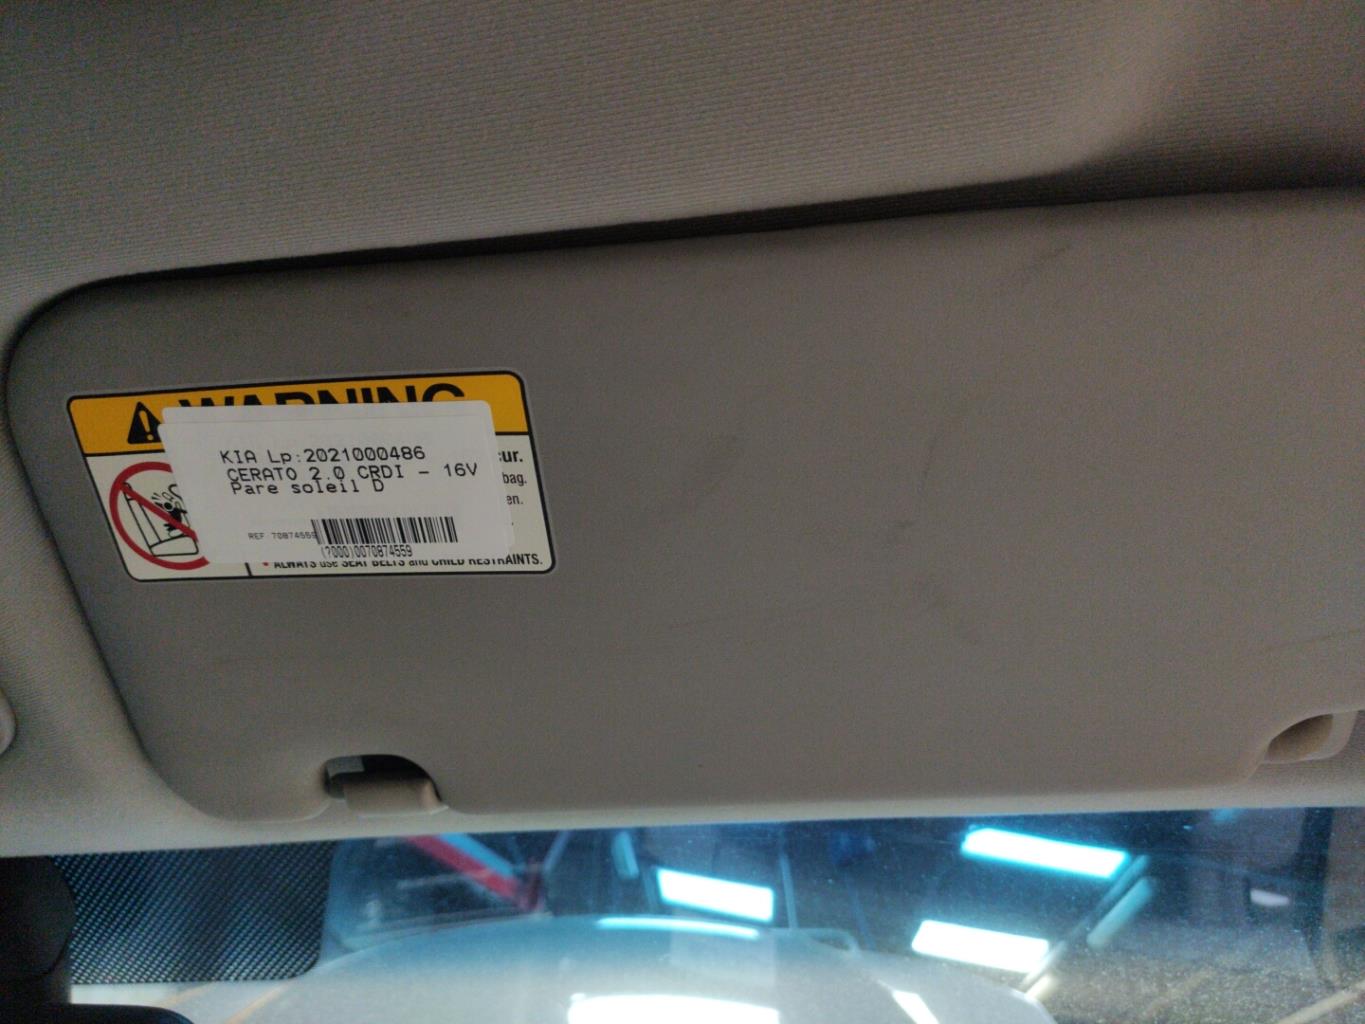 WARNING
KIA Lp:2021000486
CERATO 2.0 CRDI - 16V
Pare soleil D
REF 70874559
(?000)0070874559
cur.
bag.
en.
• ALWAYS use SEAT BELTS and CHILD RESTRAINTS.